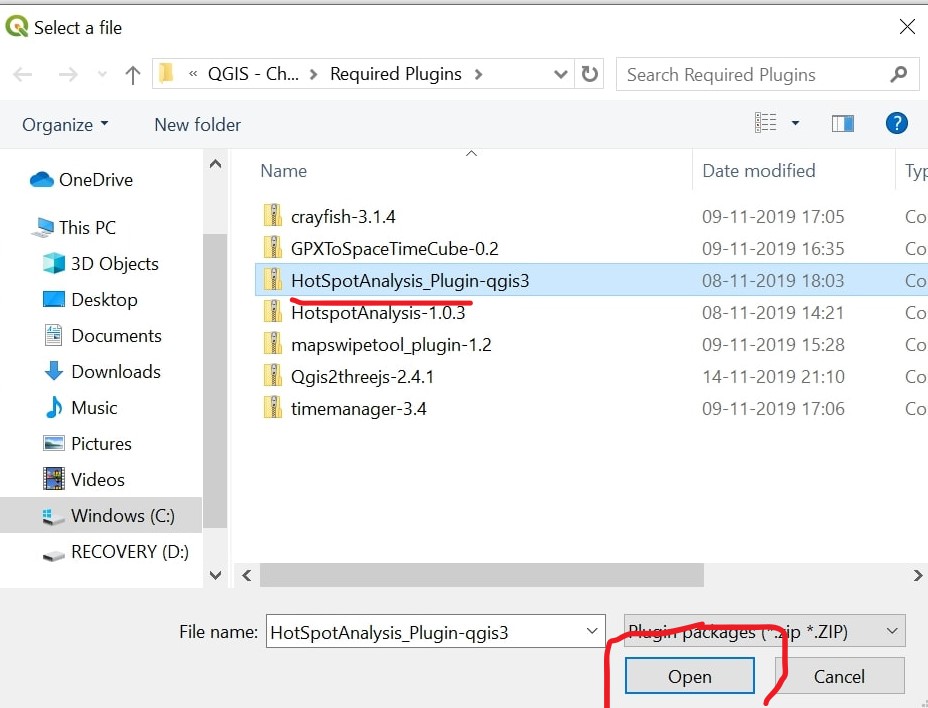 Select a file
« QGIS - Ch... > Required Plugins >
Search Required Plugins
Organize
New folder
Name
Date modified
Typ
OneDrive
This PC
3D Objects
Desktop
Documents
Downloads
Music
Pictures
Videos
Windows (C:)
RECOVERY (D:)
crayfish-3.1.4 09-11-2019 17:05 Co
GPXToSpaceTimeCube-0.2 09-11-2019 16:35 Co
HotSpotAnalysis_Plugin-qgis3 08-11-2019 18:03 Co
HotspotAnalysis-1.0.3 08-11-2019 14:21 Co
mapswipetool_plugin-1.2 09-11-2019 15:28 Co
Qgis2threejs-2.4.1 14-11-2019 21:10 Co
timemanager-3.4 09-11-2019 17:06 Co
File name: HotSpotAnalysis_Plugin-qgis3
Plugin packages (*.zip *.ZIP)
Open
Cancel